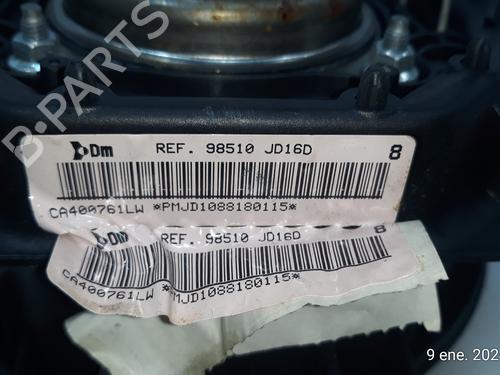 B-PARTS
Dm REF. 98510 JD16D 8
CA400761LW *PMJD1088180115*
Dm REF. 98510 JD16D 8
CA400761LW *PMJD1088180115*
9 ene. 202